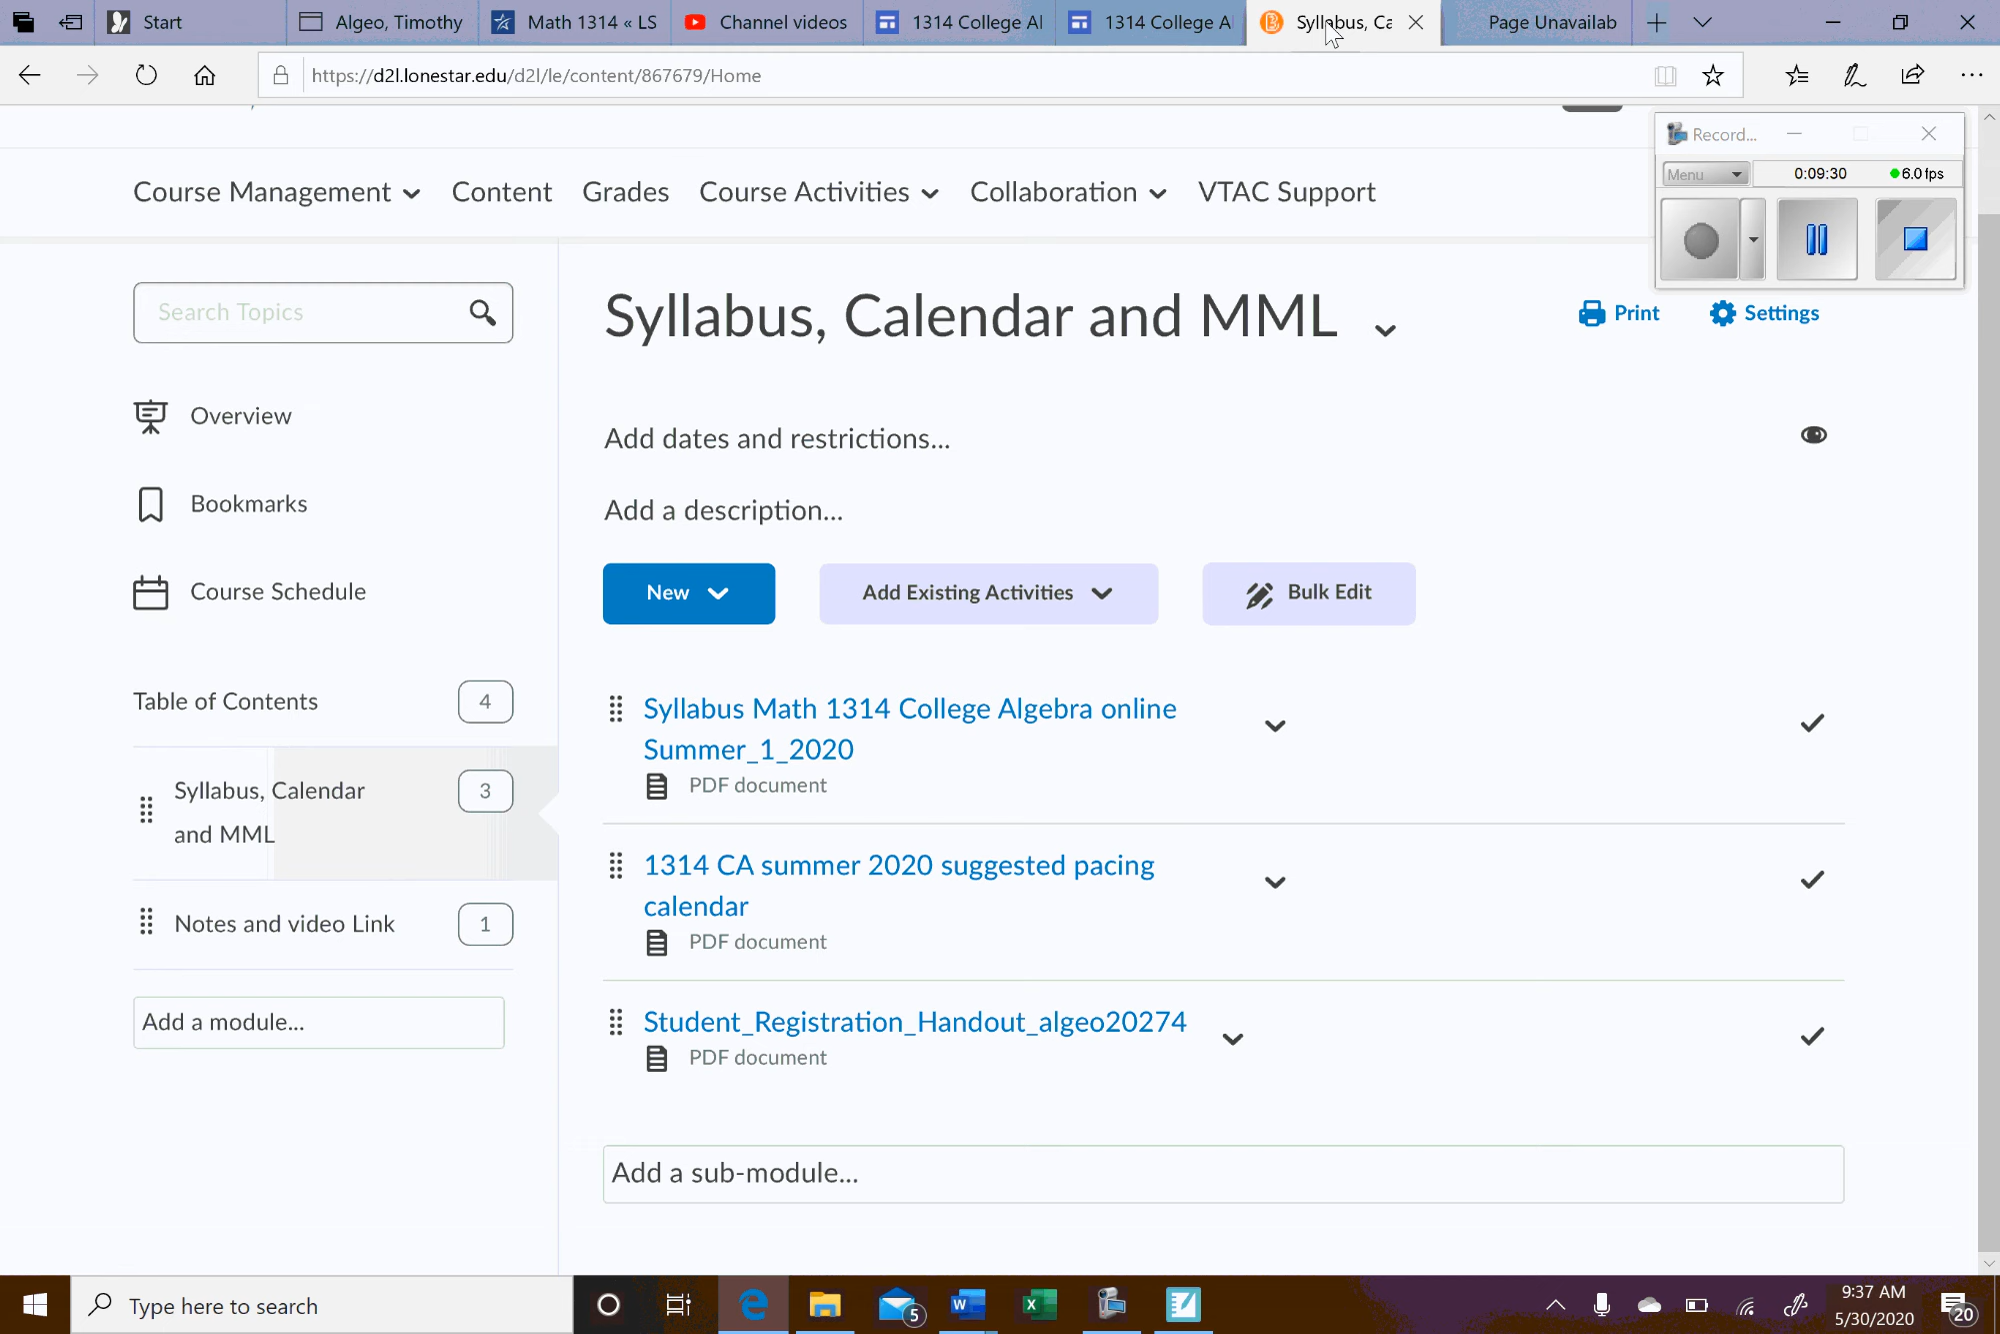 Start
Algeo, Timothy
Math 1314 « LS
Channel videos
1314 College Al
1314 College A
Syllabus, Ca
Page Unavailab
https://d2l.lonestar.edu/d2l/le/content/867679/Home
Record...
Menu
0:09:30
6.0 fps
Course Management
Content
Grades
Course Activities
Collaboration
VTAC Support
Search Topics
Overview
Bookmarks
Course Schedule
Table of Contents
4
Syllabus, Calendar
and MML
3
Notes and video Link
1
Add a module...
Syllabus, Calendar and MML
Print
Settings
Add dates and restrictions...
Add a description...
New
Add Existing Activities
Bulk Edit
Syllabus Math 1314 College Algebra online
Summer_1_2020
PDF document
1314 CA summer 2020 suggested pacing
calendar
PDF document
Student_Registration_Handout_algeo20274
PDF document
Add a sub-module...
Type here to search
5
9:37 AM
5/30/2020
20